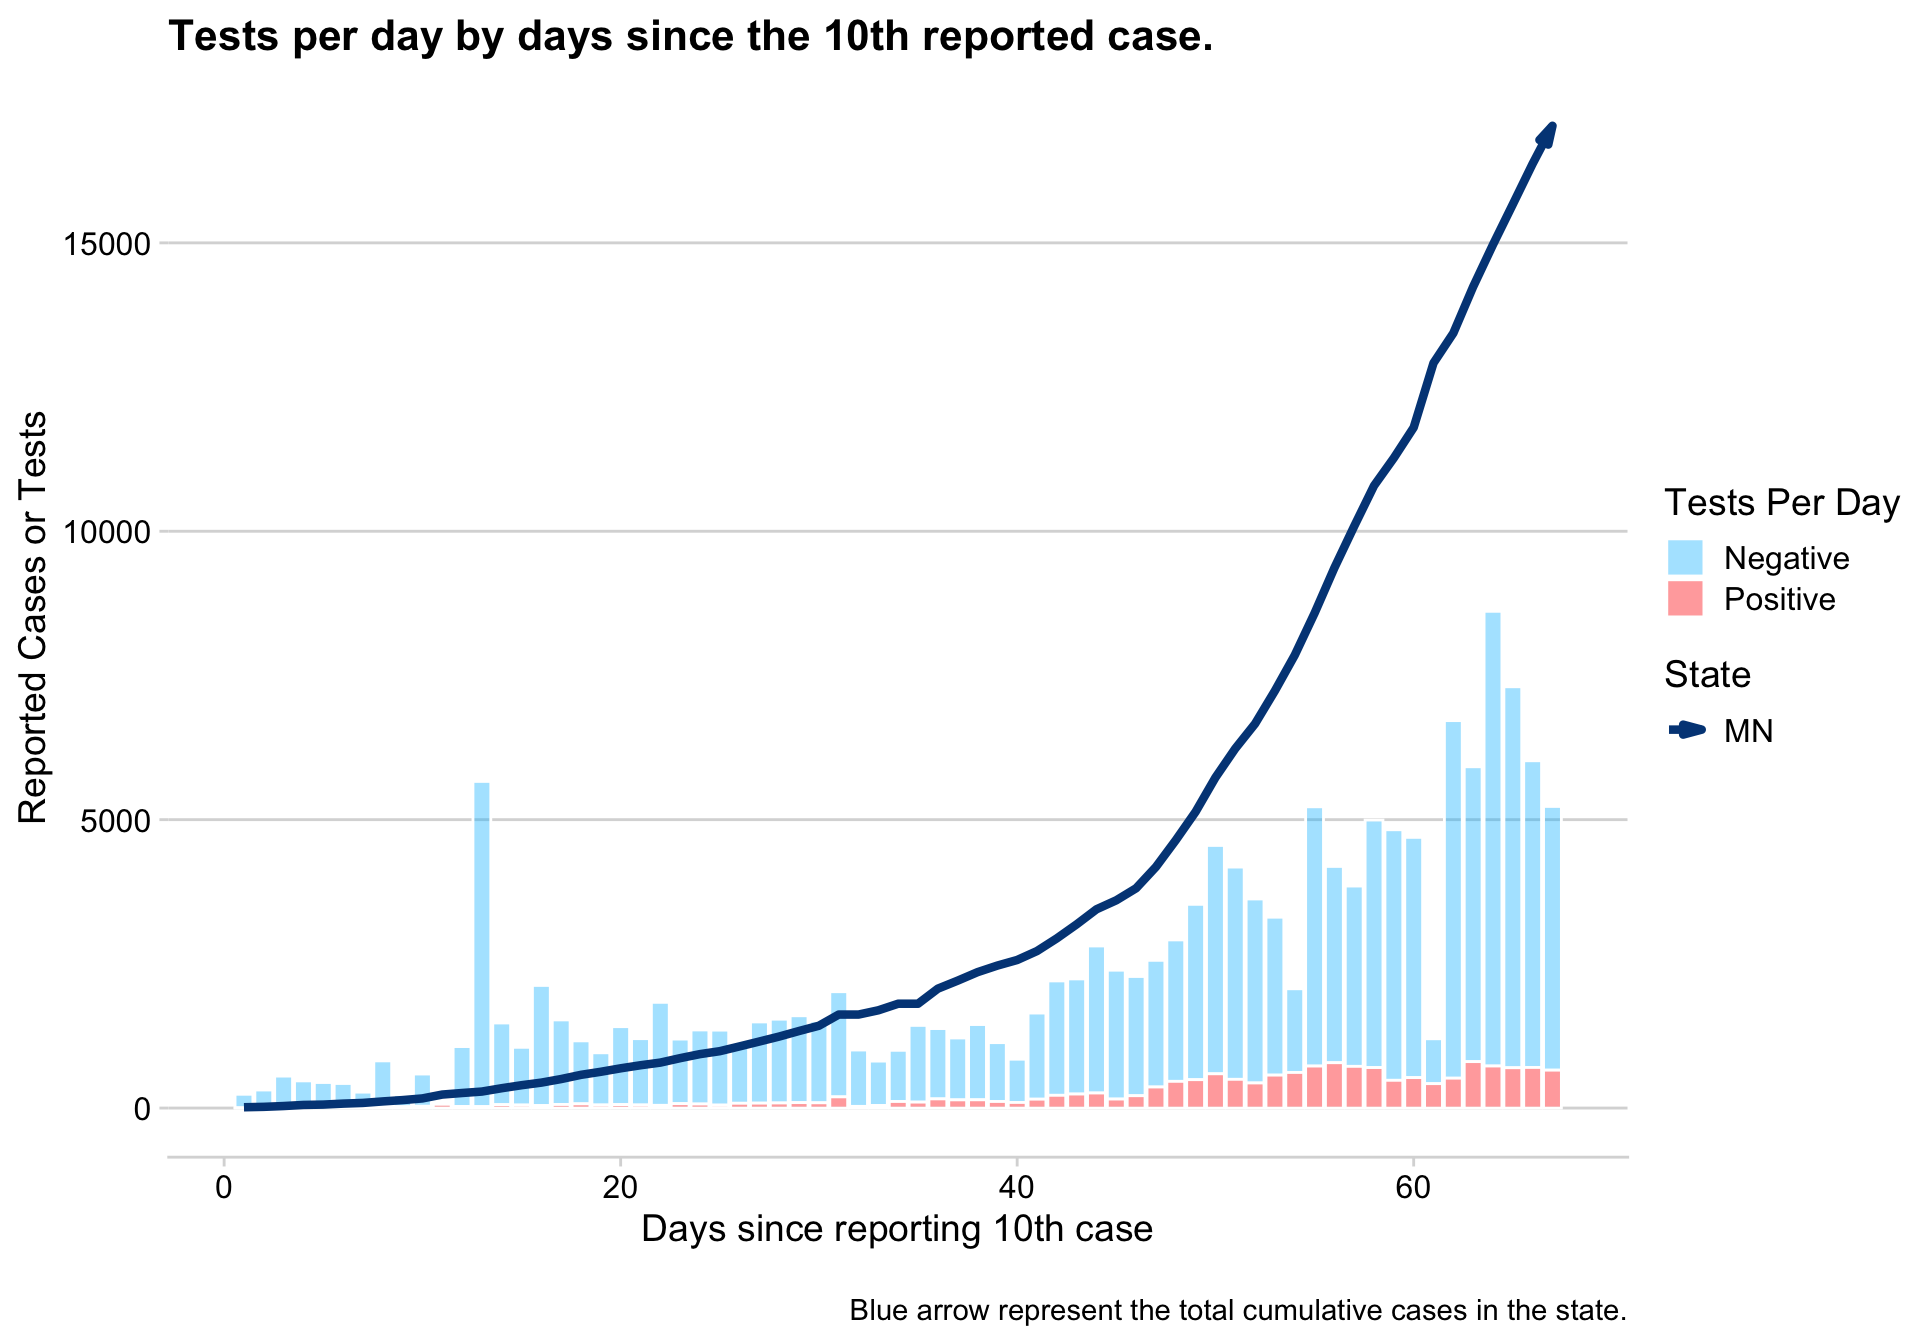 Tests per day by days since the 10th reported case.
Reported Cases or Tests
15000
10000
5000
0
0
20
40
60
Days since reporting 10th case
Tests Per Day
Negative
Positive
State
MN
Blue arrow represent the total cumulative cases in the state.